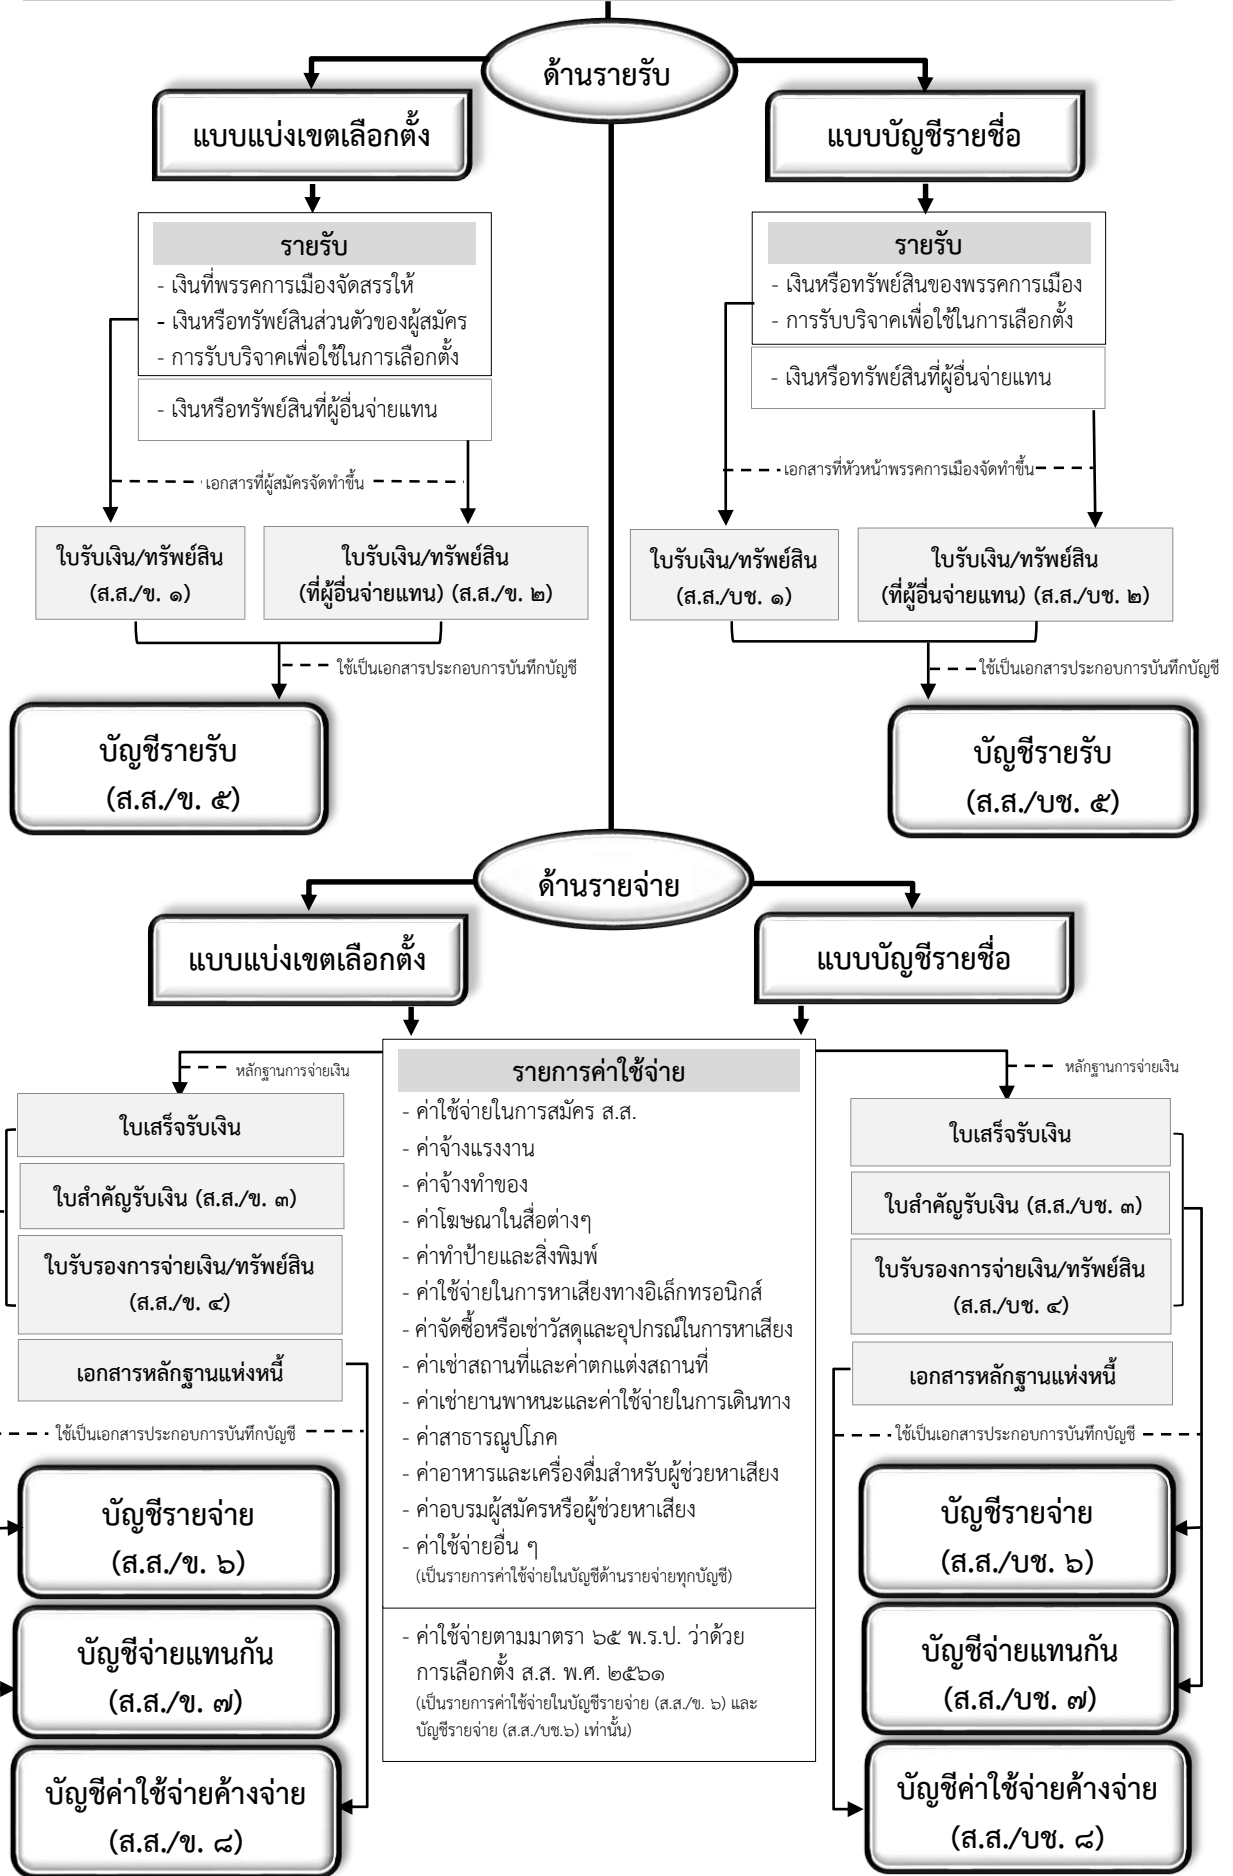 ด้านรายรับ
แบบแบ่งเขตเลือกตั้ง
แบบบัญชีรายชื่อ
รายรับ
- เงินที่พรรคการเมืองจัดสรรให้
- เงินหรือทรัพย์สินส่วนตัวของผู้สมัคร
- การรับบริจาคเพื่อใช้ในการเลือกตั้ง
- เงินหรือทรัพย์สินที่ผู้อื่นจ่ายแทน
รายรับ
- เงินหรือทรัพย์สินของพรรคการเมือง
- การรับบริจาคเพื่อใช้ในการเลือกตั้ง
- เงินหรือทรัพย์สินที่ผู้อื่นจ่ายแทน
เอกสารที่ผู้สมัครจัดทำขึ้น
เอกสารที่หัวหน้าพรรคการเมืองจัดทำขึ้น
ใบรับเงิน/ทรัพย์สิน
(ส.ส./ข. ๑)
ใบรับเงิน/ทรัพย์สิน
(ที่ผู้อื่นจ่ายแทน) (ส.ส./ข. ๒)
ใบรับเงิน/ทรัพย์สิน
(ส.ส./บช. ๑)
ใบรับเงิน/ทรัพย์สิน
(ที่ผู้อื่นจ่ายแทน) (ส.ส./บช. ๒)
ใช้เป็นเอกสารประกอบการบันทึกบัญชี
ใช้เป็นเอกสารประกอบการบันทึกบัญชี
บัญชีรายรับ
(ส.ส./ข. ๕)
บัญชีรายรับ
(ส.ส./บช. ๕)
ด้านรายจ่าย
แบบแบ่งเขตเลือกตั้ง
แบบบัญชีรายชื่อ
หลักฐานการจ่ายเงิน
ใบเสร็จรับเงิน
ใบสำคัญรับเงิน (ส.ส./ข. ๓)
ใบรับรองการจ่ายเงิน/ทรัพย์สิน
(ส.ส./ข. ๔)
เอกสารหลักฐานแห่งหนี้
ใช้เป็นเอกสารประกอบการบันทึกบัญชี
บัญชีรายจ่าย
(ส.ส./ข. ๖)
บัญชีจ่ายแทนกัน
(ส.ส./ข. ๗)
บัญชีค่าใช้จ่ายค้างจ่าย
(ส.ส./ข. ๘)
รายการค่าใช้จ่าย
- ค่าใช้จ่ายในการสมัคร ส.ส.
- ค่าจ้างแรงงาน
- ค่าจ้างทำของ
- ค่าโฆษณาในสื่อต่างๆ
- ค่าทำป้ายและสิ่งพิมพ์
- ค่าใช้จ่ายในการหาเสียงทางอิเล็กทรอนิกส์
- ค่าจัดซื้อหรือเช่าวัสดุและอุปกรณ์ในการหาเสียง
- ค่าเช่าสถานที่และค่าตกแต่งสถานที่
- ค่าเช่ายานพาหนะและค่าใช้จ่ายในการเดินทาง
- ค่าสาธารณูปโภค
- ค่าอาหารและเครื่องดื่มสำหรับผู้ช่วยหาเสียง
- ค่าอบรมผู้สมัครหรือผู้ช่วยหาเสียง
- ค่าใช้จ่ายอื่น ๆ
(เป็นรายการค่าใช้จ่ายในบัญชีด้านรายจ่ายทุกบัญชี)
- ค่าใช้จ่ายตามมาตรา ๖๕ พ.ร.ป. ว่าด้วย
การเลือกตั้ง ส.ส. พ.ศ. ๒๕๖๑
(เป็นรายการค่าใช้จ่ายในบัญชีรายจ่าย (ส.ส./ข. ๖) และ
บัญชีรายจ่าย (ส.ส./บช.๖) เท่านั้น)
หลักฐานการจ่ายเงิน
ใบเสร็จรับเงิน
ใบสำคัญรับเงิน (ส.ส./บช. ๓)
ใบรับรองการจ่ายเงิน/ทรัพย์สิน
(ส.ส./บช. ๔)
เอกสารหลักฐานแห่งหนี้
ใช้เป็นเอกสารประกอบการบันทึกบัญชี
บัญชีรายจ่าย
(ส.ส./บช. ๖)
บัญชีจ่ายแทนกัน
(ส.ส./บช. ๗)
บัญชีค่าใช้จ่ายค้างจ่าย
(ส.ส./บช. ๘)